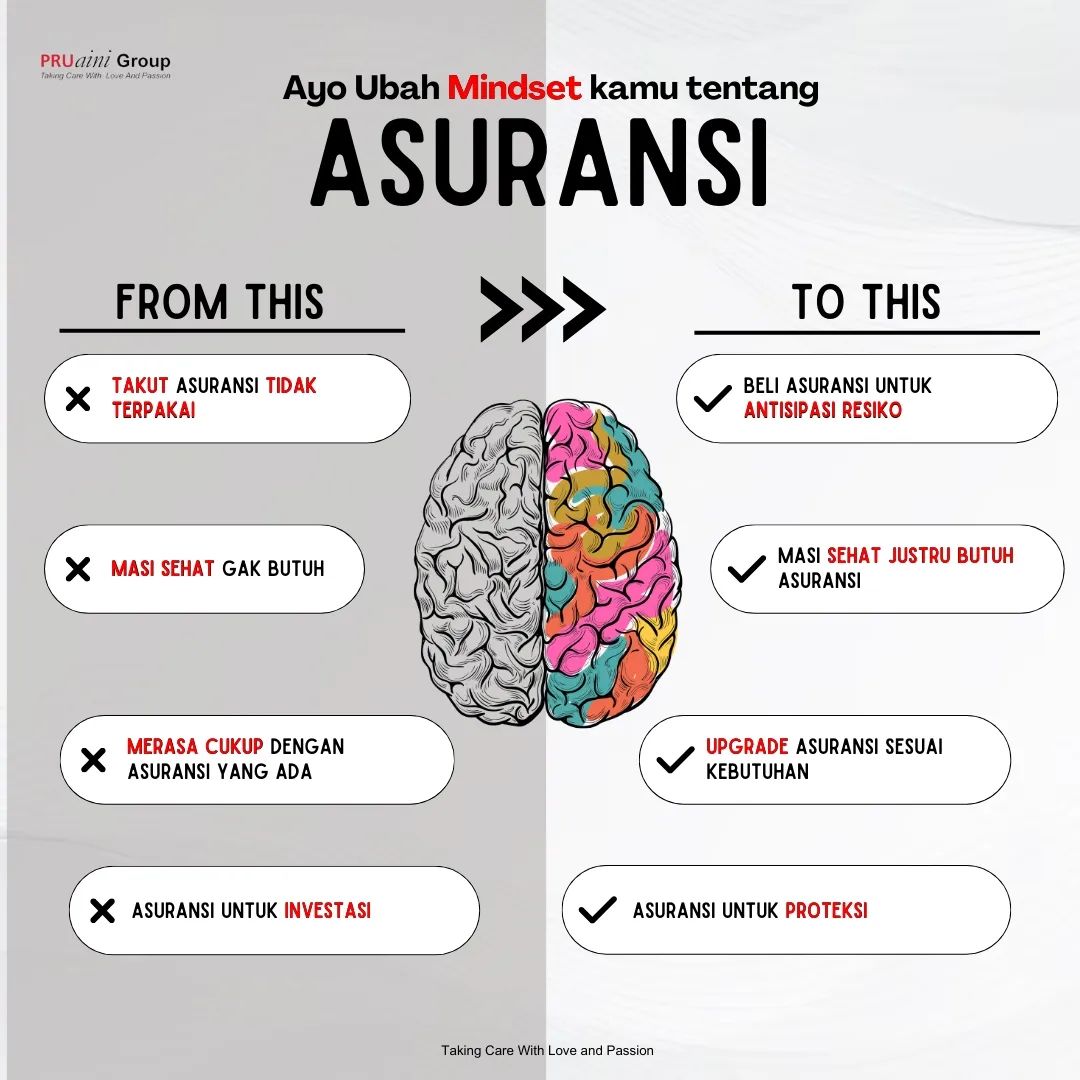 PRUaini Group
Taking Care With Love And Passion
Ayo Ubah Mindset kamu tentang
ASURANSI
FROM THIS
TO THIS
TAKUT ASURANSI TIDAK
TERPAKAI
BELI ASURANSI UNTUK
ANTISIPASI RESIKO
MASI SEHAT GAK BUTUH
MASI SEHAT JUSTRU BUTUH
ASURANSI
MERASA CUKUP DENGAN
ASURANSI YANG ADA
UPGRADE ASURANSI SESUAI
KEBUTUHAN
ASURANSI UNTUK INVESTASI
ASURANSI UNTUK PROTEKSI
Taking Care With Love and Passion